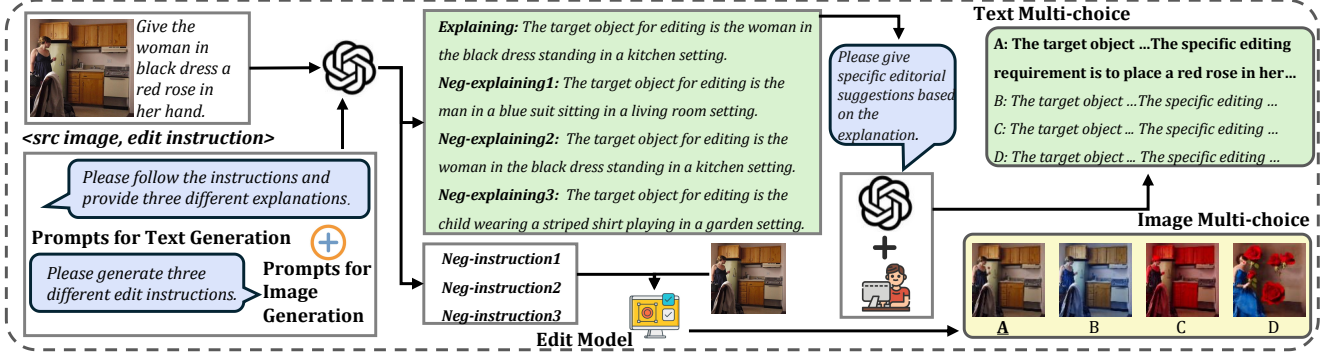 Give the
woman in
black dress a
red rose in
her hand.
<src image, edit instruction>
Please follow the instructions and
provide three different explanations.
Prompts for Text Generation
Please generate three
different edit instructions.
Prompts for
Image
Generation
Explaining: The target object for editing is the woman in
the black dress standing in a kitchen setting.
Neg-explaining1: The target object for editing is the
man in a blue suit sitting in a living room setting.
Neg-explaining2: The target object for editing is the
woman in the black dress standing in a kitchen setting.
Neg-explaining3: The target object for editing is the
child wearing a striped shirt playing in a garden setting.
Neg-instruction1
Neg-instruction2
Neg-instruction3
Edit Model
Please give
specific editorial
suggestions based
on the
explanation.
Text Multi-choice
A: The target object ...The specific editing
requirement is to place a red rose in her...
B: The target object ...The specific editing ...
C: The target object ... The specific editing ...
D: The target object ... The specific editing ...
Image Multi-choice
A
B
C
D